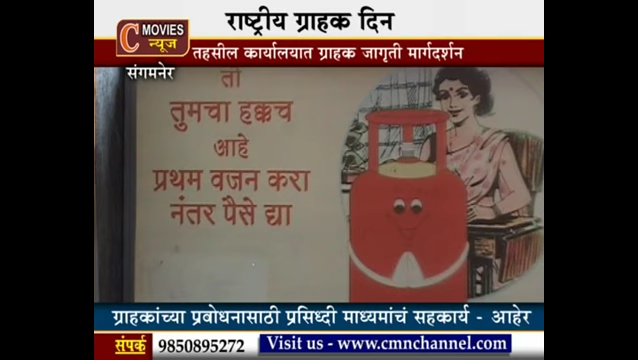 राष्ट्रीय ग्राहक दिन
C MOVIES
न्यूज
तहसील कार्यालयात ग्राहक जागृती मार्गदर्शन
संगमनेर
तो
तुमचा हक्कच
आहे
प्रथम वजन करा
नंतर पैसे द्या
ग्राहकांच्या प्रबोधनासाठी प्रसिध्दी माध्यमांचं सहकार्य - आहेर
संपर्क 9850895272 Visit us - www.cmnchannel.com